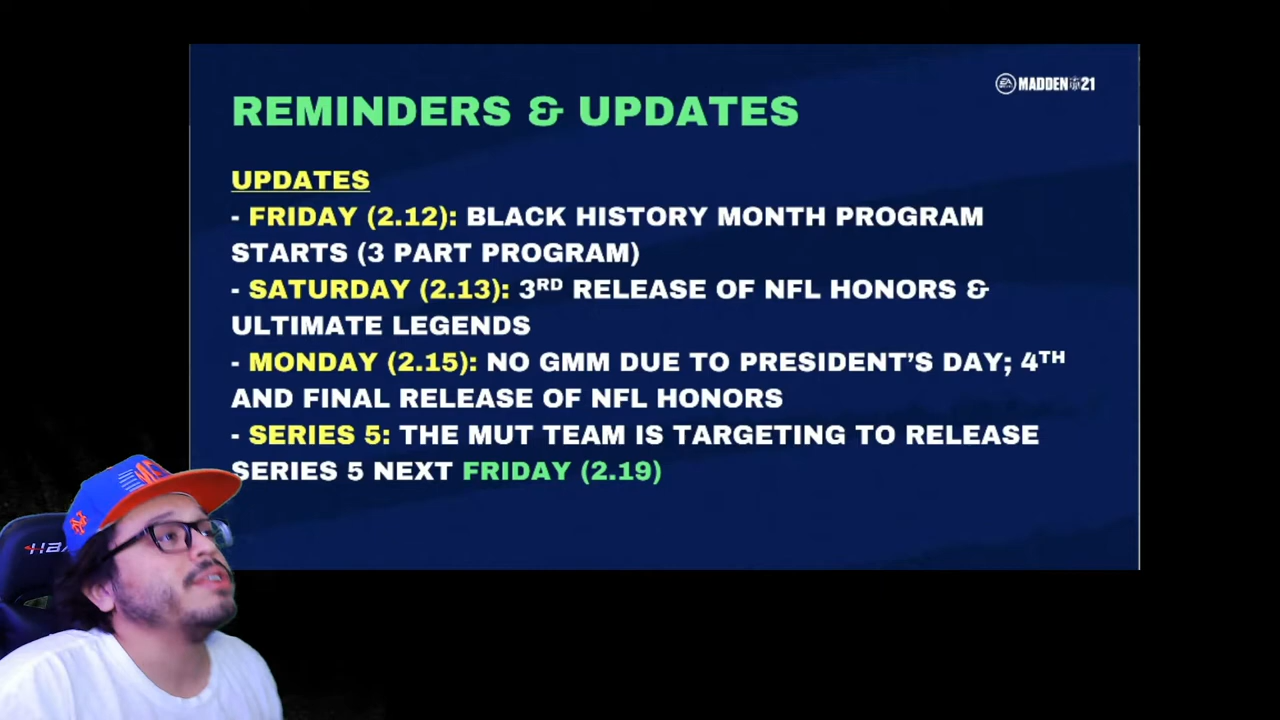 EA MADDEN NFL 21
REMINDERS & UPDATES
UPDATES
- FRIDAY (2.12): BLACK HISTORY MONTH PROGRAM
STARTS (3 PART PROGRAM)
- SATURDAY (2.13): 3RD RELEASE OF NFL HONORS &
ULTIMATE LEGENDS
- MONDAY (2.15): NO GMM DUE TO PRESIDENT'S DAY; 4TH
AND FINAL RELEASE OF NFL HONORS
- SERIES 5: THE MUT TEAM IS TARGETING TO RELEASE
SERIES 5 NEXT FRIDAY (2.19)